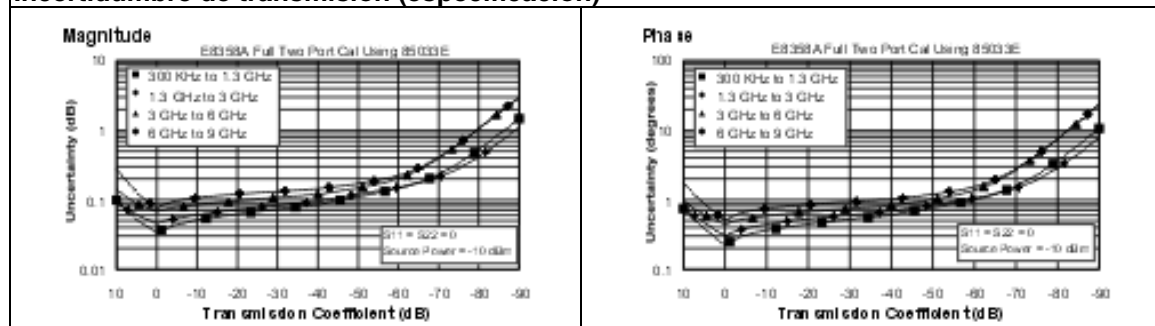 Incertidumbre de transmisión (especificación)
Magnitude
E8358A Full Two Port Cal Using 85033E
10
1
0.1
0.01
Uncertainty (dB)
300 KHz to 1.3 GHz
1.3 GHz to 3 GHz
3 GHz to 6 GHz
6 GHz to 9 GHz
S11 = S22 = 0
Source Power = -10 dBm
10 0 -10 -20 -30 -40 -50 -60 -70 -80 -90
Transmission Coefficient (dB)
Phase
E8358A Full Two Port Cal Using 85033E
100
10
1
0.1
Uncertainty (degrees)
300 KHz to 1.3 GHz
1.3 GHz to 3 GHz
3 GHz to 6 GHz
6 GHz to 9 GHz
S11 = S22 = 0
Source Power = -10 dBm
10 0 -10 -20 -30 -40 -50 -60 -70 -80 -90
Transmission Coefficient (dB)